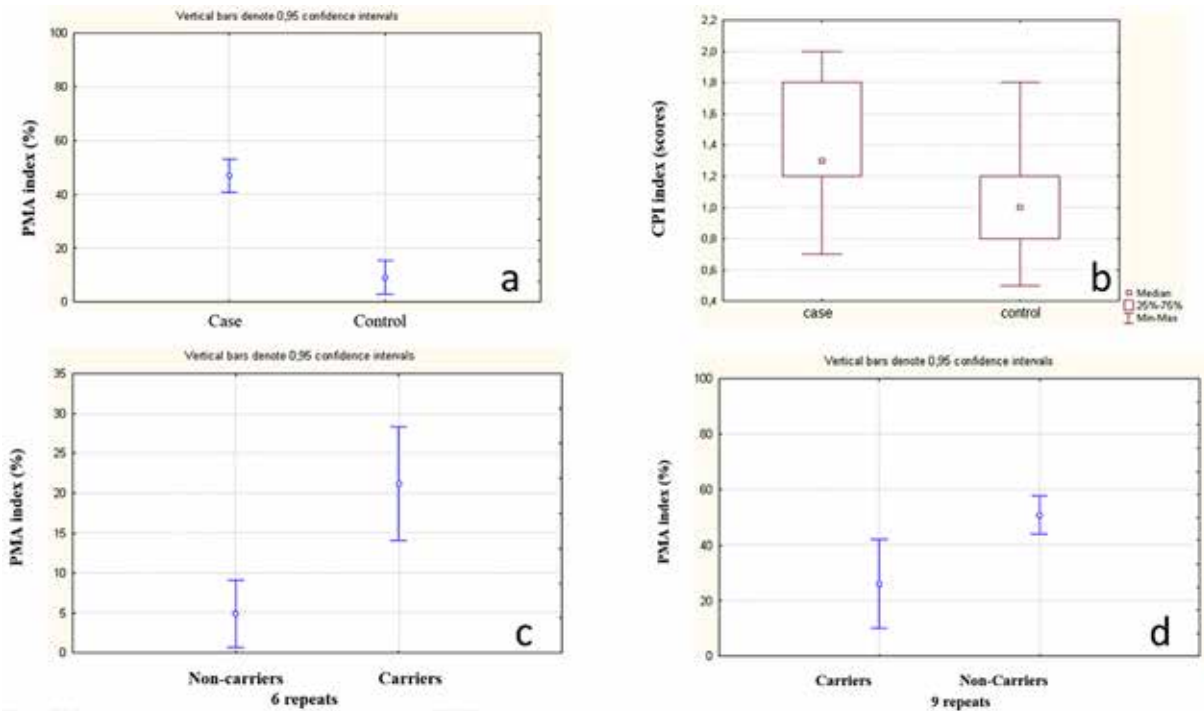 Vertical bars denote 0,95 confidence intervals
PMA index (%)
100
80
60
40
20
0
Case Control
a
CPI index (scores)
2,2
2,0
1,8
1,6
1,4
1,2
1,0
0,8
0,6
0,4
case control
b
Median
25%-75%
Min-Max
Vertical bars denote 0,95 confidence intervals
PMA index (%)
35
30
25
20
15
10
5
0
Non-carriers Carriers
6 repeats
c
Vertical bars denote 0,95 confidence intervals
PMA index (%)
100
80
60
40
20
0
Carriers Non-Carriers
9 repeats
d